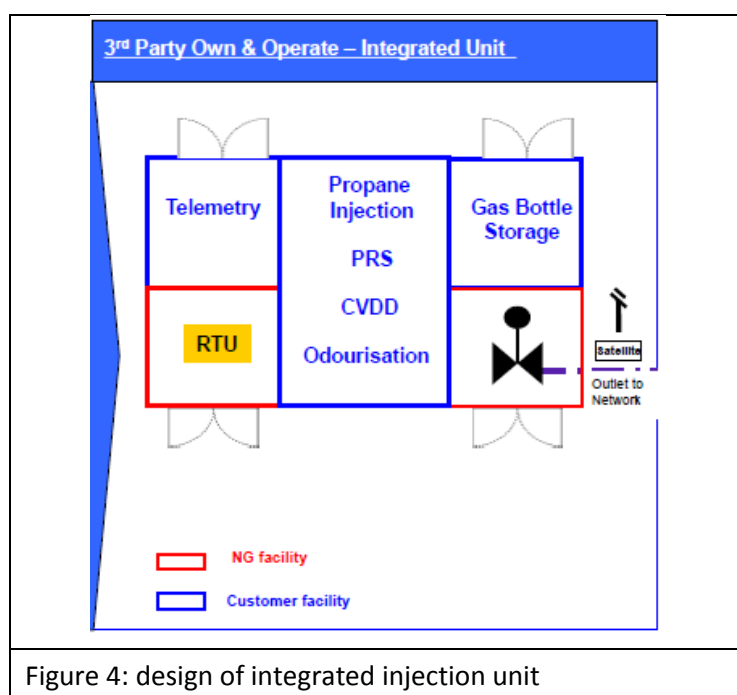 3rd Party Own & Operate – Integrated Unit
Telemetry
Propane
Injection
PRS
CVDD
Odourisation
Gas Bottle
Storage
RTU
Satellite
Outlet to
Network
NG facility
Customer facility
Figure 4: design of integrated injection unit